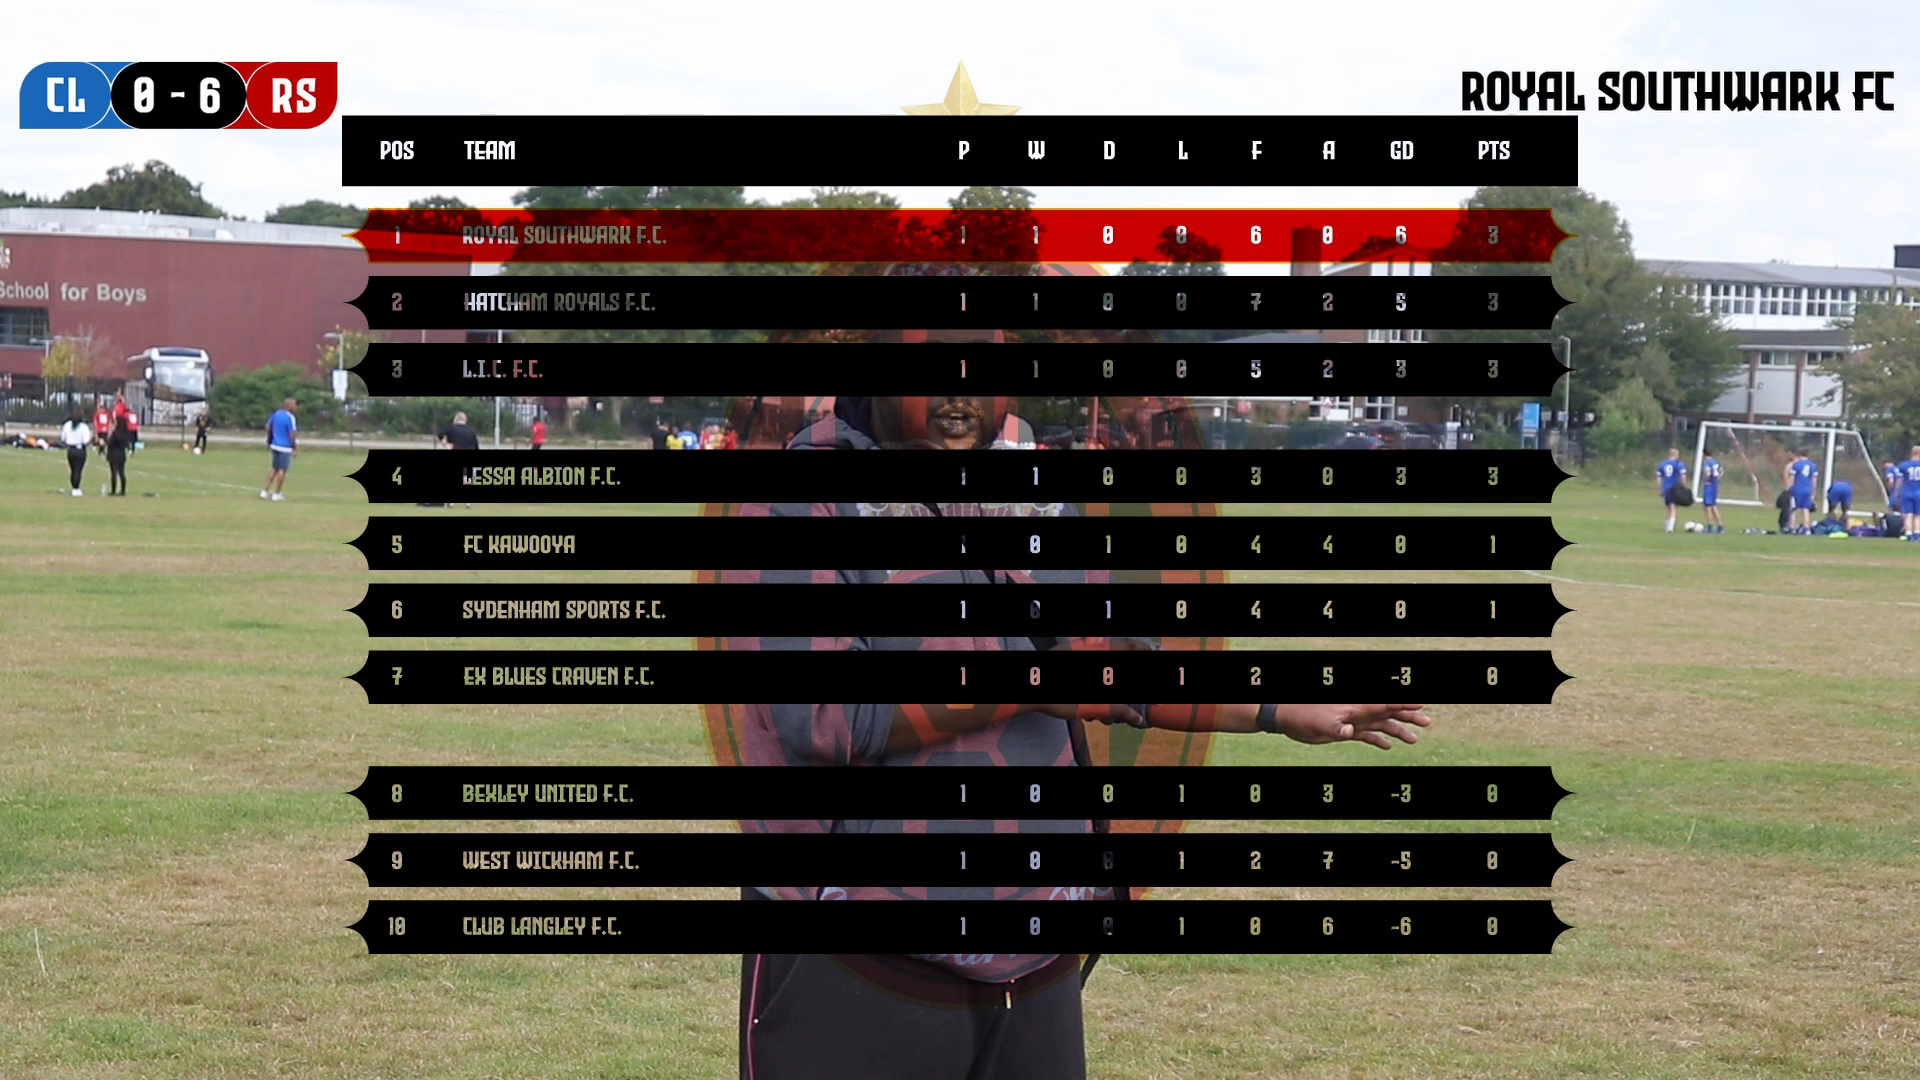 CL 0 - 6 RS
ROYAL SOUTHWARK FC
POS TEAM P W D L F A GD PTS
1 ROYAL SOUTHWARK F.C. 1 1 0 0 6 0 6 3
2 HATCHAM ROYALS F.C. 1 1 0 0 7 2 5 3
3 L.I.C. F.C. 1 1 0 0 5 2 3 3
4 LESSA ALBION F.C. 1 1 0 0 3 0 3 3
5 FC KAWOOYA 1 0 1 0 4 4 0 1
6 SYDENHAM SPORTS F.C. 1 0 1 0 4 4 0 1
7 EX BLUES CRAVEN F.C. 1 0 0 1 2 5 -3 0
8 BEXLEY UNITED F.C. 1 0 0 1 0 3 -3 0
9 WEST WICKHAM F.C. 1 0 0 1 2 7 -5 0
10 CLUB LANGLEY F.C. 1 0 0 1 0 6 -6 0
School for Boys